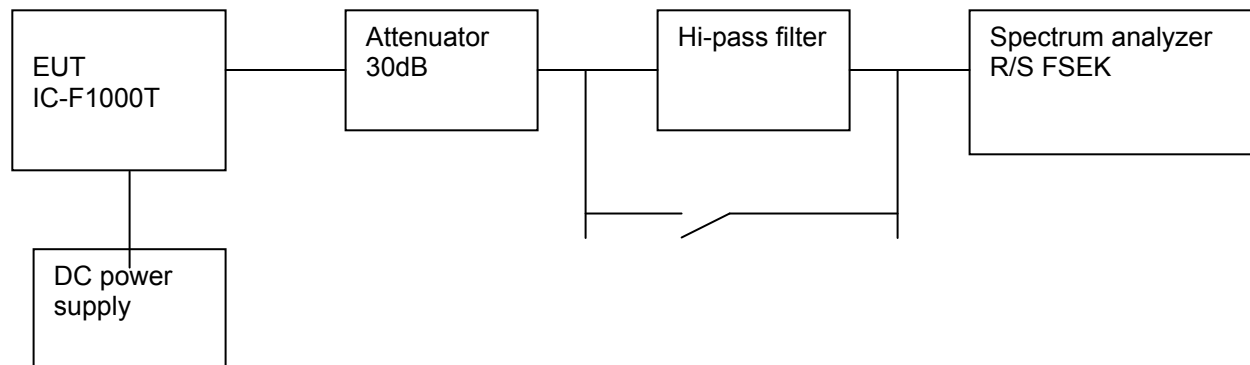 EUT
IC-F1000T
Attenuator
30dB
Hi-pass filter
Spectrum analyzer
R/S FSEK
DC power
supply